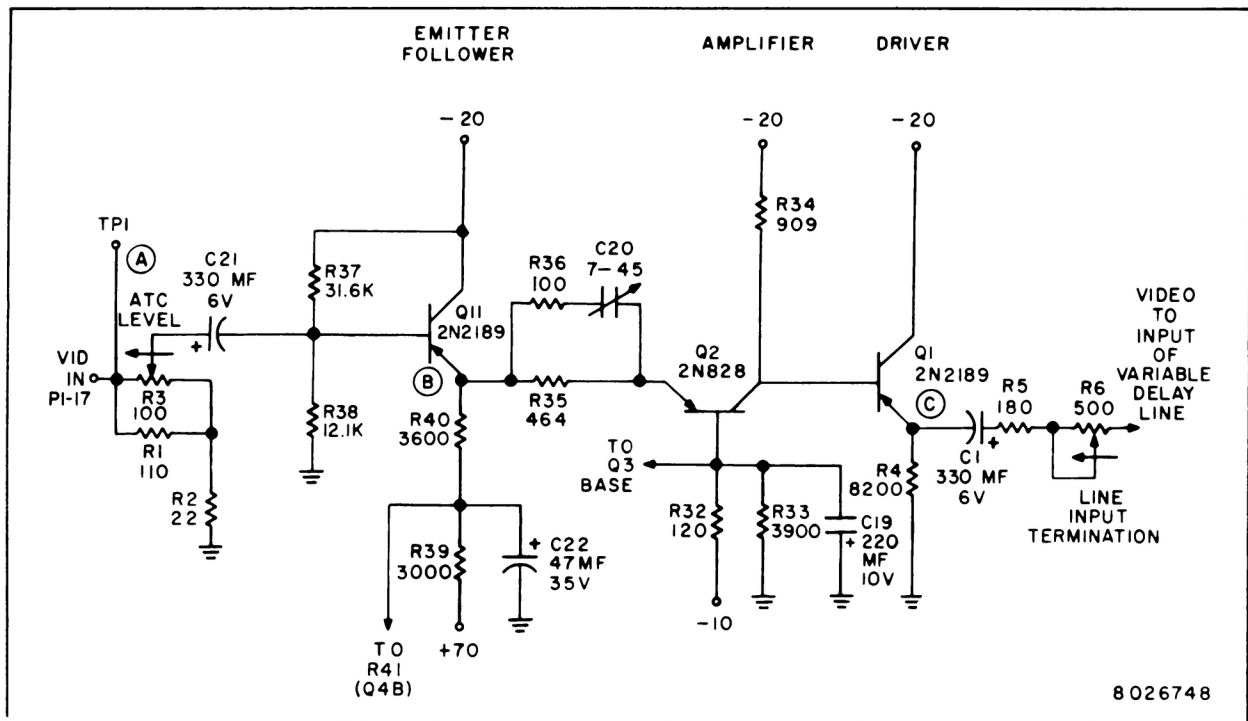 EMITTER
FOLLOWER
AMPLIFIER
DRIVER
-20
-20
-20
TP1
A
ATC
LEVEL
C21
330 MF
6V
+
VID
IN
P1-17
R3
100
R1
110
R2
22
R37
31.6K
R38
12.1K
Q11
2N2189
B
R36
100
C20
7-45
R35
464
R40
3600
R39
3000
+
C22
47MF
35V
TO
R41
(Q4B)
+70
Q2
2N828
R34
909
TO
Q3
BASE
R32
120
-10
R33
3900
C19
+ 220
MF
10V
Q1
2N2189
C
R4
8200
C1
330 MF
6V
+
R5
180
R6
500
LINE
INPUT
TERMINATION
VIDEO
TO
INPUT
OF
VARIABLE
DELAY
LINE
8026748